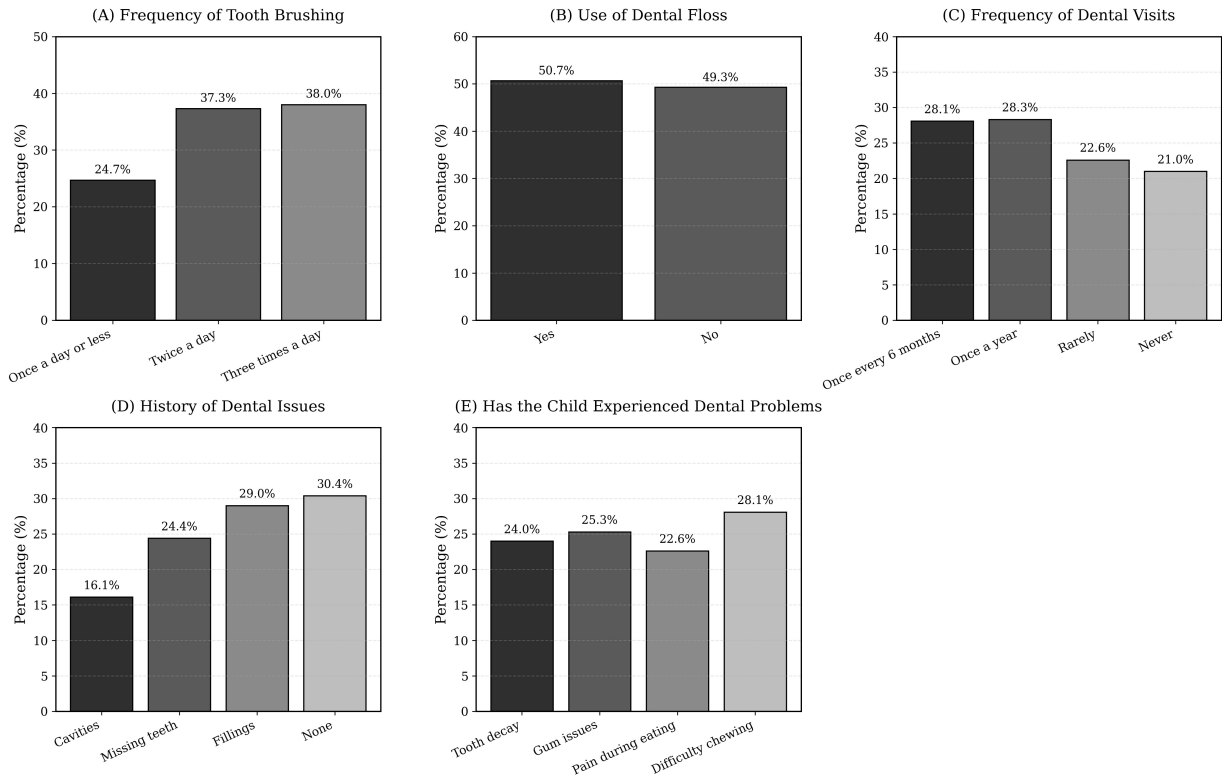 (A) Frequency of Tooth Brushing
Percentage (%)
50
40
30
20
10
0
24.7%
37.3%
38.0%
Once a day or less
Twice a day
Three times a day
(B) Use of Dental Floss
Percentage (%)
60
50
40
30
20
10
0
50.7%
49.3%
Yes
No
(C) Frequency of Dental Visits
Percentage (%)
40
35
30
25
20
15
10
5
0
28.1%
28.3%
22.6%
21.0%
Once every 6 months
Once a year
Rarely
Never
(D) History of Dental Issues
Percentage (%)
40
35
30
25
20
15
10
5
0
16.1%
24.4%
29.0%
30.4%
Cavities
Missing teeth
Fillings
None
(E) Has the Child Experienced Dental Problems
Percentage (%)
40
35
30
25
20
15
10
5
0
24.0%
25.3%
22.6%
28.1%
Tooth decay
Gum issues
Pain during eating
Difficulty chewing